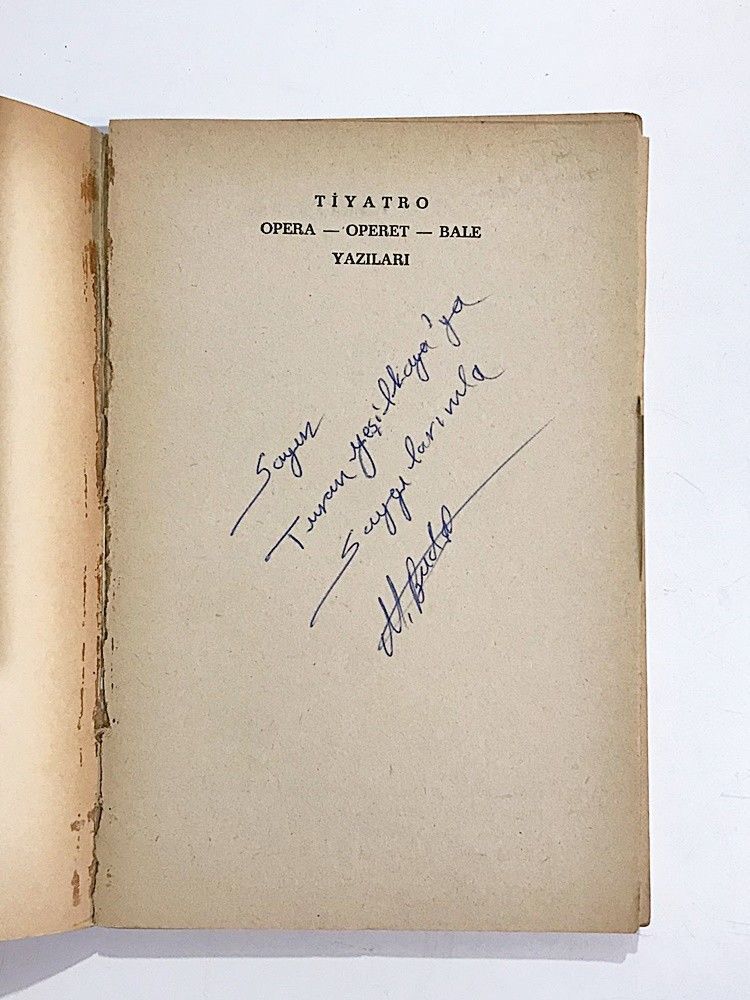 TİYATRO
OPERA — OPERET — BALE
YAZILARI
Sayın
Turan Yeşilkaya'ya
Saygılarımla